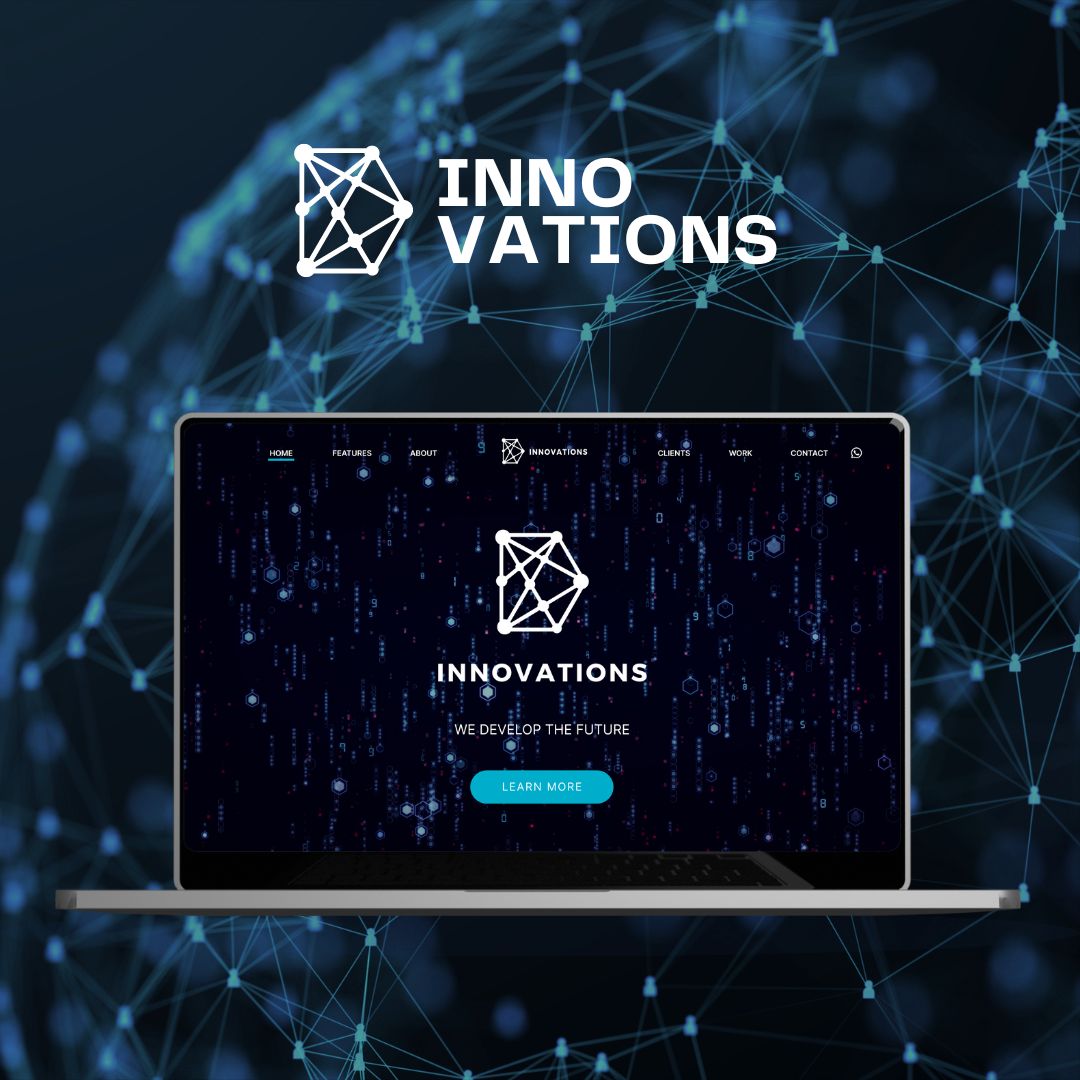 INNO
VATIONS
HOME FEATURES ABOUT INNOVATIONS CLIENTS WORK CONTACT
INNOVATIONS
WE DEVELOP THE FUTURE
LEARN MORE